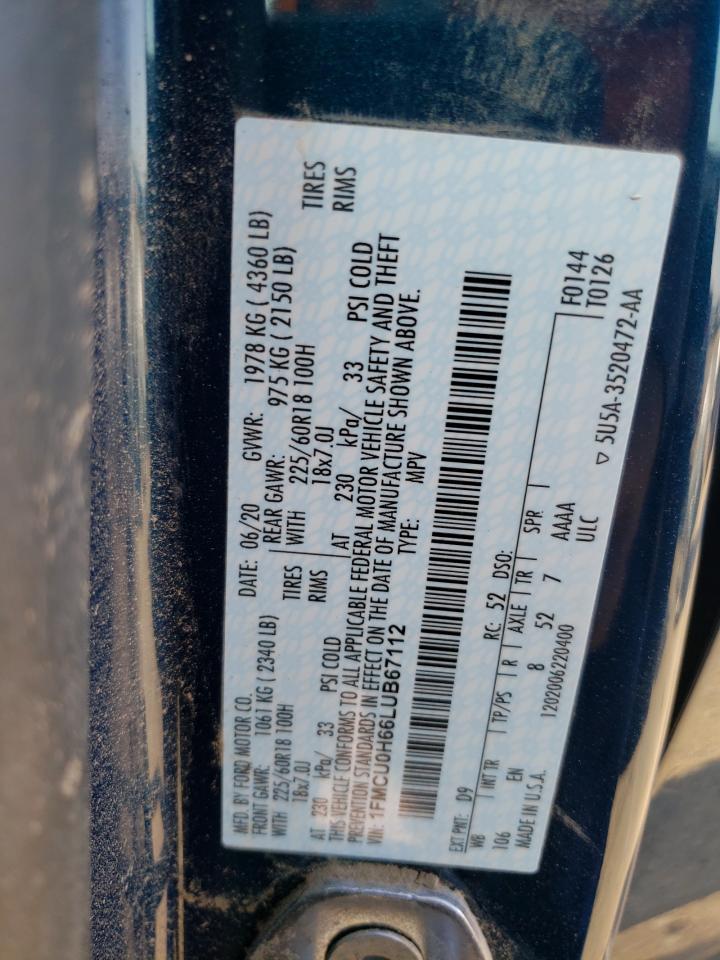 MFD. BY FORD MOTOR CO. DATE: 06/20 GVWR: 1978 KG ( 4360 LB)
FRONT GAWR: 1061 KG ( 2340 LB) REAR GAWR: 975 KG ( 2150 LB)
WITH 225/60R18 100H TIRES WITH 225/60R18 100H TIRES
18x7.0J RIMS 18x7.0J RIMS
AT 230 kPa/ 33 PSI COLD AT 230 kPa/ 33 PSI COLD
THIS VEHICLE CONFORMS TO ALL APPLICABLE FEDERAL MOTOR VEHICLE SAFETY AND THEFT
PREVENTION STANDARDS IN EFFECT ON THE DATE OF MANUFACTURE SHOWN ABOVE.
VIN: 1FMCU0H66LUB67112 TYPE: MPV
EXT PNT: D9 RC: 52 DSO:
WB INT TR TP/PS R AXLE TR SPR F0144
106 EN 8 52 7 AAAA T0126
MADE IN U.S.A. 1202006220400 ULC 5U5A-3520472-AA